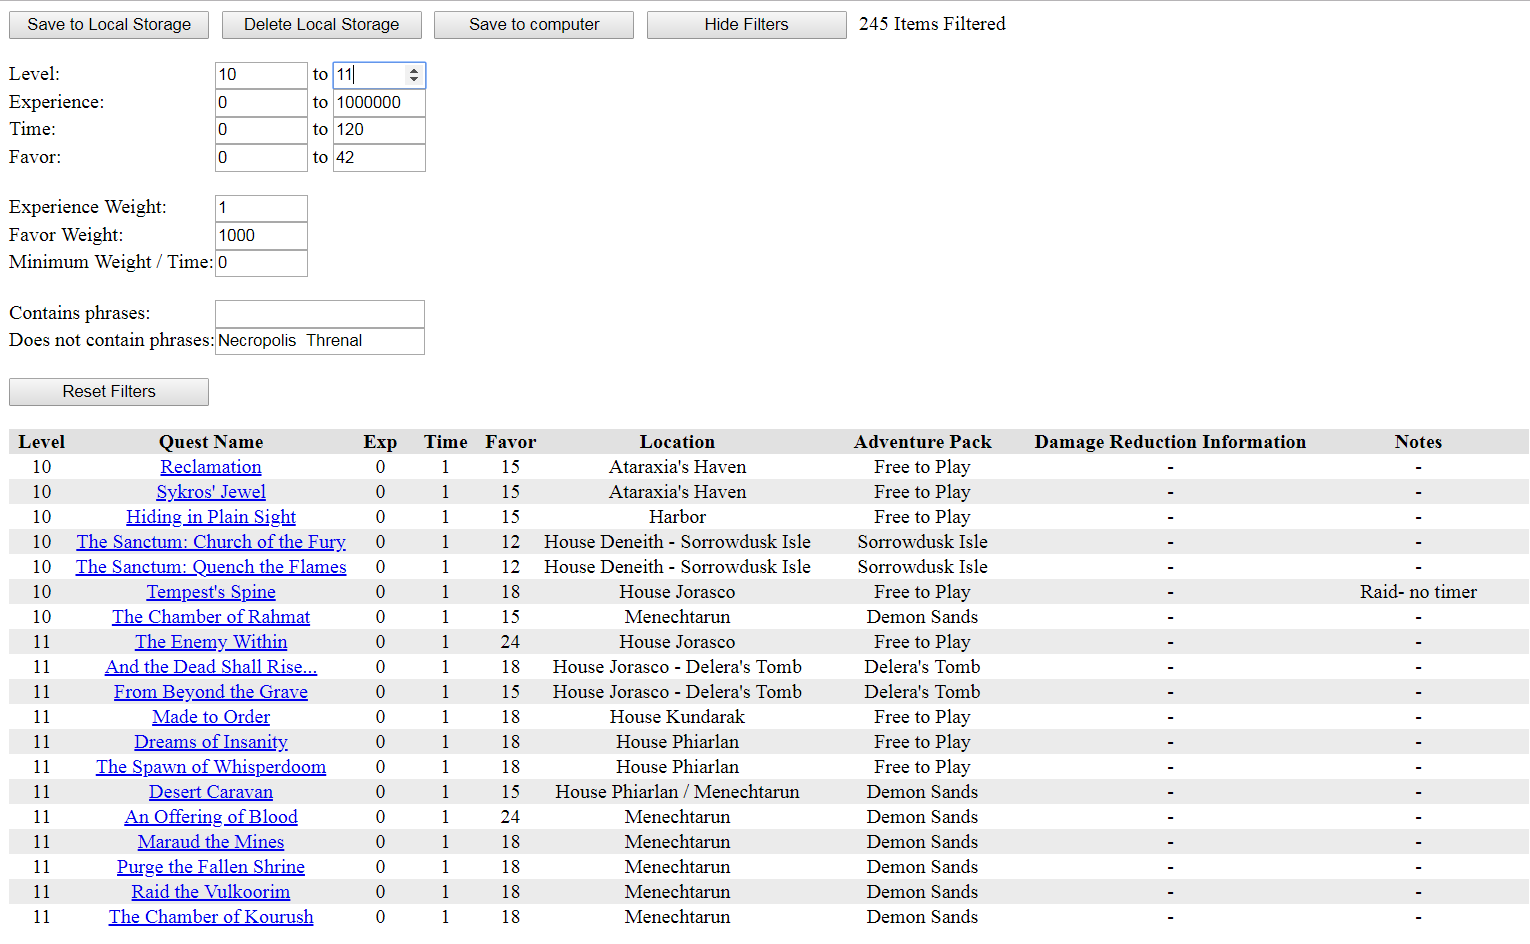 Save to Local Storage Delete Local Storage Save to computer Hide Filters 245 Items Filtered
Level: 10 to 11
Experience: 0 to 1000000
Time: 0 to 120
Favor: 0 to 42
Experience Weight: 1
Favor Weight: 1000
Minimum Weight / Time: 0
Contains phrases:
Does not contain phrases: Necropolis Threnal
Reset Filters
Level Quest Name Exp Time Favor Location Adventure Pack Damage Reduction Information Notes
10 Reclamation 0 1 15 Ataraxia's Haven Free to Play - -
10 Sykros' Jewel 0 1 15 Ataraxia's Haven Free to Play - -
10 Hiding in Plain Sight 0 1 15 Harbor Free to Play - -
10 The Sanctum: Church of the Fury 0 1 12 House Deneith - Sorrowdusk Isle Sorrowdusk Isle - -
10 The Sanctum: Quench the Flames 0 1 12 House Deneith - Sorrowdusk Isle Sorrowdusk Isle - -
10 Tempest's Spine 0 1 18 House Jorasco Free to Play - Raid- no timer
10 The Chamber of Rahmat 0 1 15 Menechtarun Demon Sands - -
11 The Enemy Within 0 1 24 House Jorasco Free to Play - -
11 And the Dead Shall Rise... 0 1 18 House Jorasco - Delera's Tomb Delera's Tomb - -
11 From Beyond the Grave 0 1 15 House Jorasco - Delera's Tomb Delera's Tomb - -
11 Made to Order 0 1 18 House Kundarak Free to Play - -
11 Dreams of Insanity 0 1 18 House Phiarlan Free to Play - -
11 The Spawn of Whisperdoom 0 1 18 House Phiarlan Free to Play - -
11 Desert Caravan 0 1 15 House Phiarlan / Menechtarun Demon Sands - -
11 An Offering of Blood 0 1 24 Menechtarun Demon Sands - -
11 Maraud the Mines 0 1 18 Menechtarun Demon Sands - -
11 Purge the Fallen Shrine 0 1 18 Menechtarun Demon Sands - -
11 Raid the Vulkoorim 0 1 18 Menechtarun Demon Sands - -
11 The Chamber of Kourush 0 1 18 Menechtarun Demon Sands - -